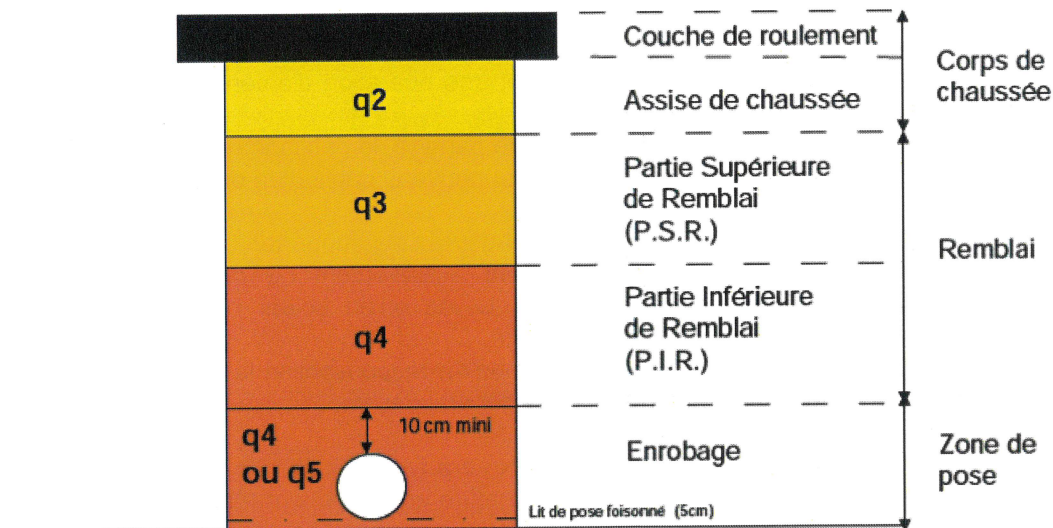 Couche de roulement
Corps de
chaussée
q2
Assise de chaussée
q3
Partie Supérieure
de Remblai
(P.S.R.)
Remblai
q4
Partie Inférieure
de Remblai
(P.I.R.)
10 cm mini
q4
ou q5
Enrobage
Zone de
pose
Lit de pose foisonné (5cm)